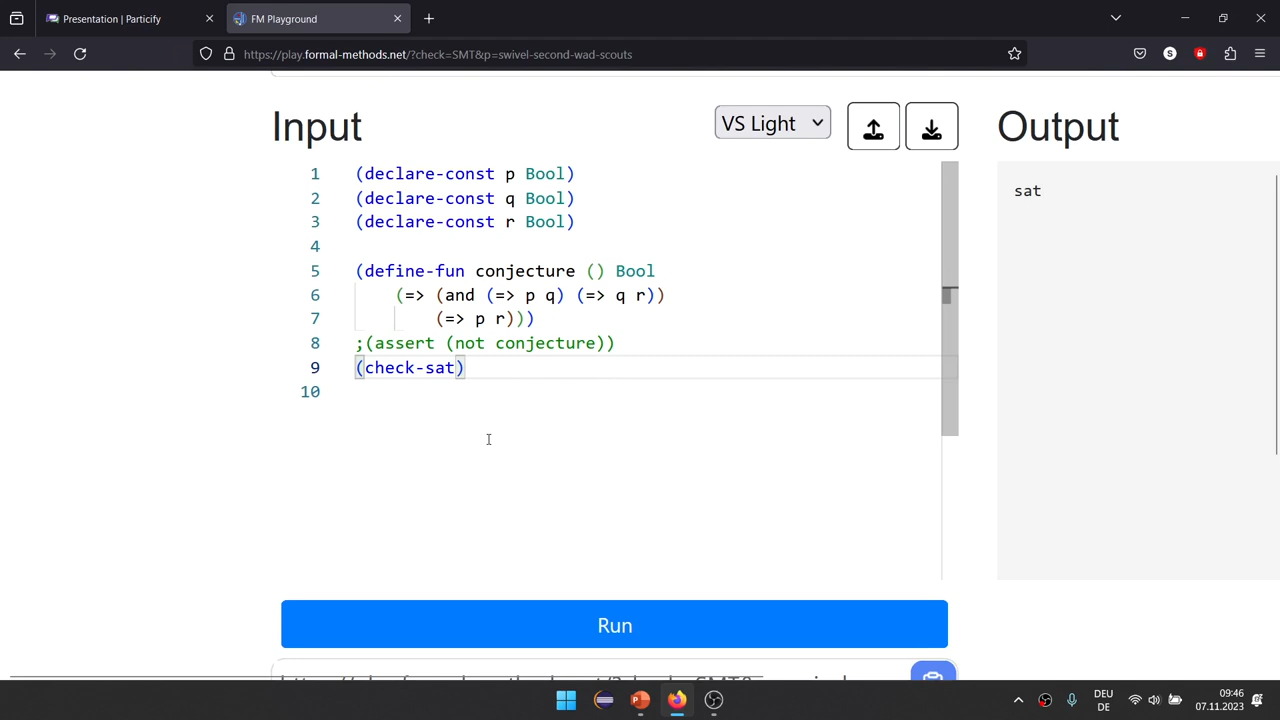 Presentation | Particify
FM Playground
https://play.formal-methods.net/?check=SMT&p=swivel-second-wad-scouts
Input
VS Light
Output
1 (declare-const p Bool)
2 (declare-const q Bool)
3 (declare-const r Bool)
4
5 (define-fun conjecture () Bool
6 (=> (and (=> p q) (=> q r))
7 (=> p r)))
8 ;(assert (not conjecture))
9 (check-sat)
10
sat
Run
DEU
DE
09:46
07.11.2023